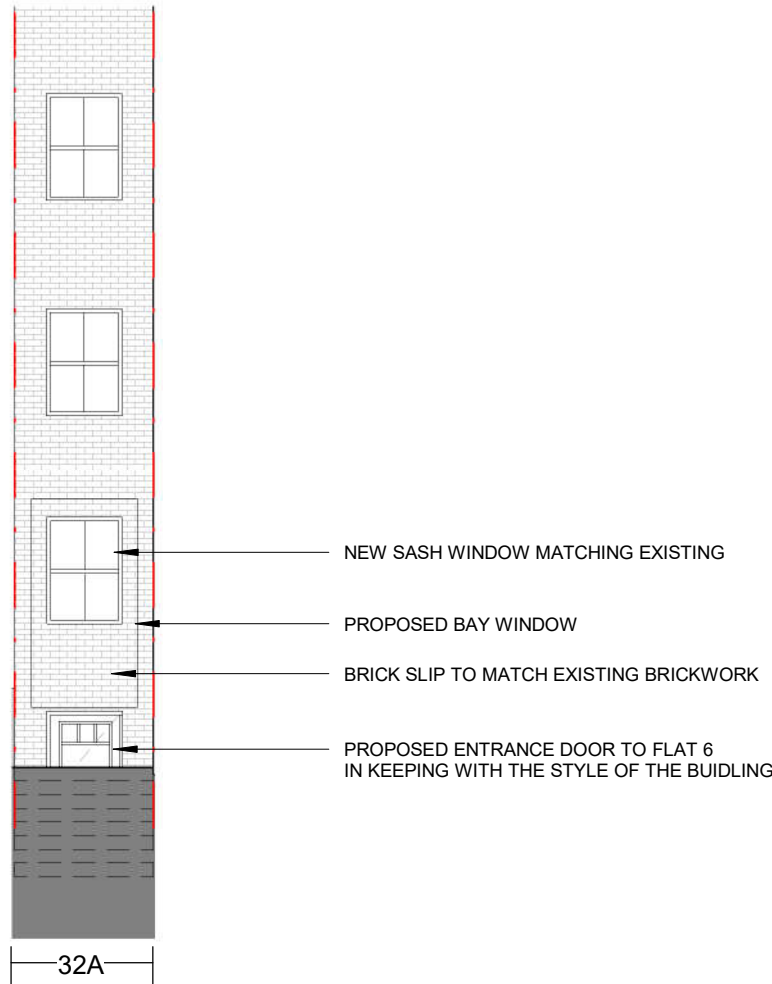 NEW SASH WINDOW MATCHING EXISTING
PROPOSED BAY WINDOW
BRICK SLIP TO MATCH EXISTING BRICKWORK
PROPOSED ENTRANCE DOOR TO FLAT 6
IN KEEPING WITH THE STYLE OF THE BUIDLING
32A